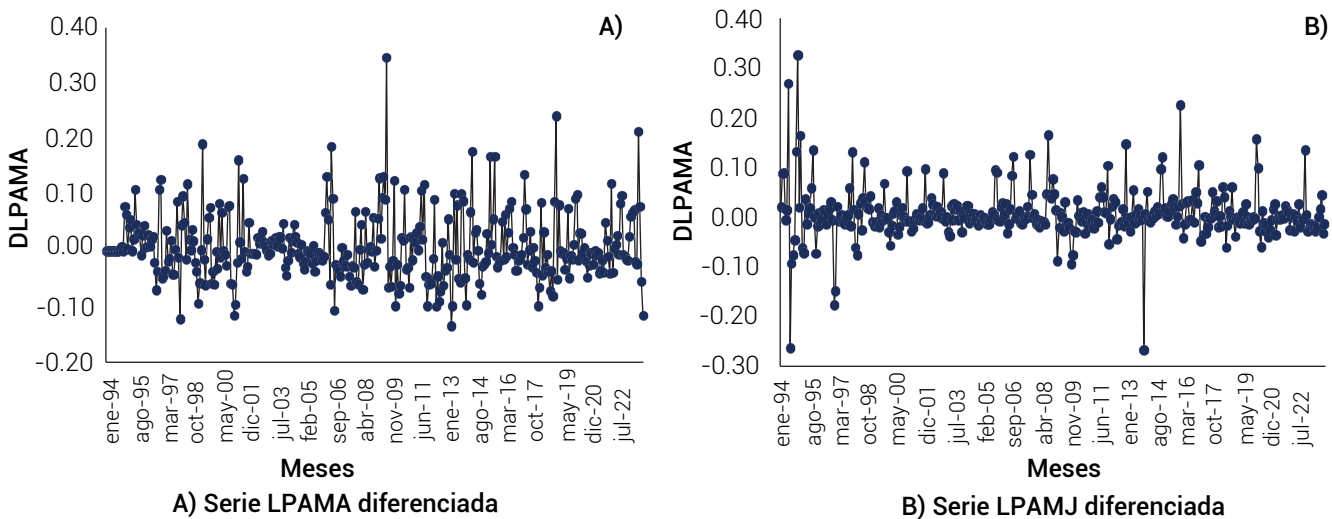 A)
DLPAMA
0.40
0.30
0.20
0.10
0.00
-0.10
-0.20
ene-94
ago-95
mar-97
oct-98
may-00
dic-01
jul-03
feb-05
sep-06
abr-08
nov-09
jun-11
ene-13
ago-14
mar-16
oct-17
may-19
dic-20
jul-22
Meses
A) Serie LPAMA diferenciada
B)
DLPAMA
0.40
0.30
0.20
0.10
0.00
-0.10
-0.20
-0.30
ene-94
ago-95
mar-97
oct-98
may-00
dic-01
jul-03
feb-05
sep-06
abr-08
nov-09
jun-11
ene-13
ago-14
mar-16
oct-17
may-19
dic-20
jul-22
Meses
B) Serie LPAMJ diferenciada